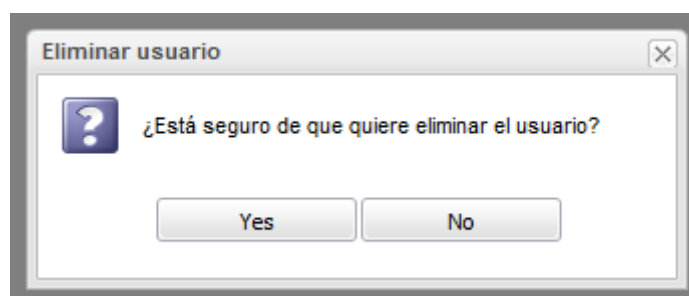 Eliminar usuario
¿Está seguro de que quiere eliminar el usuario?
Yes No